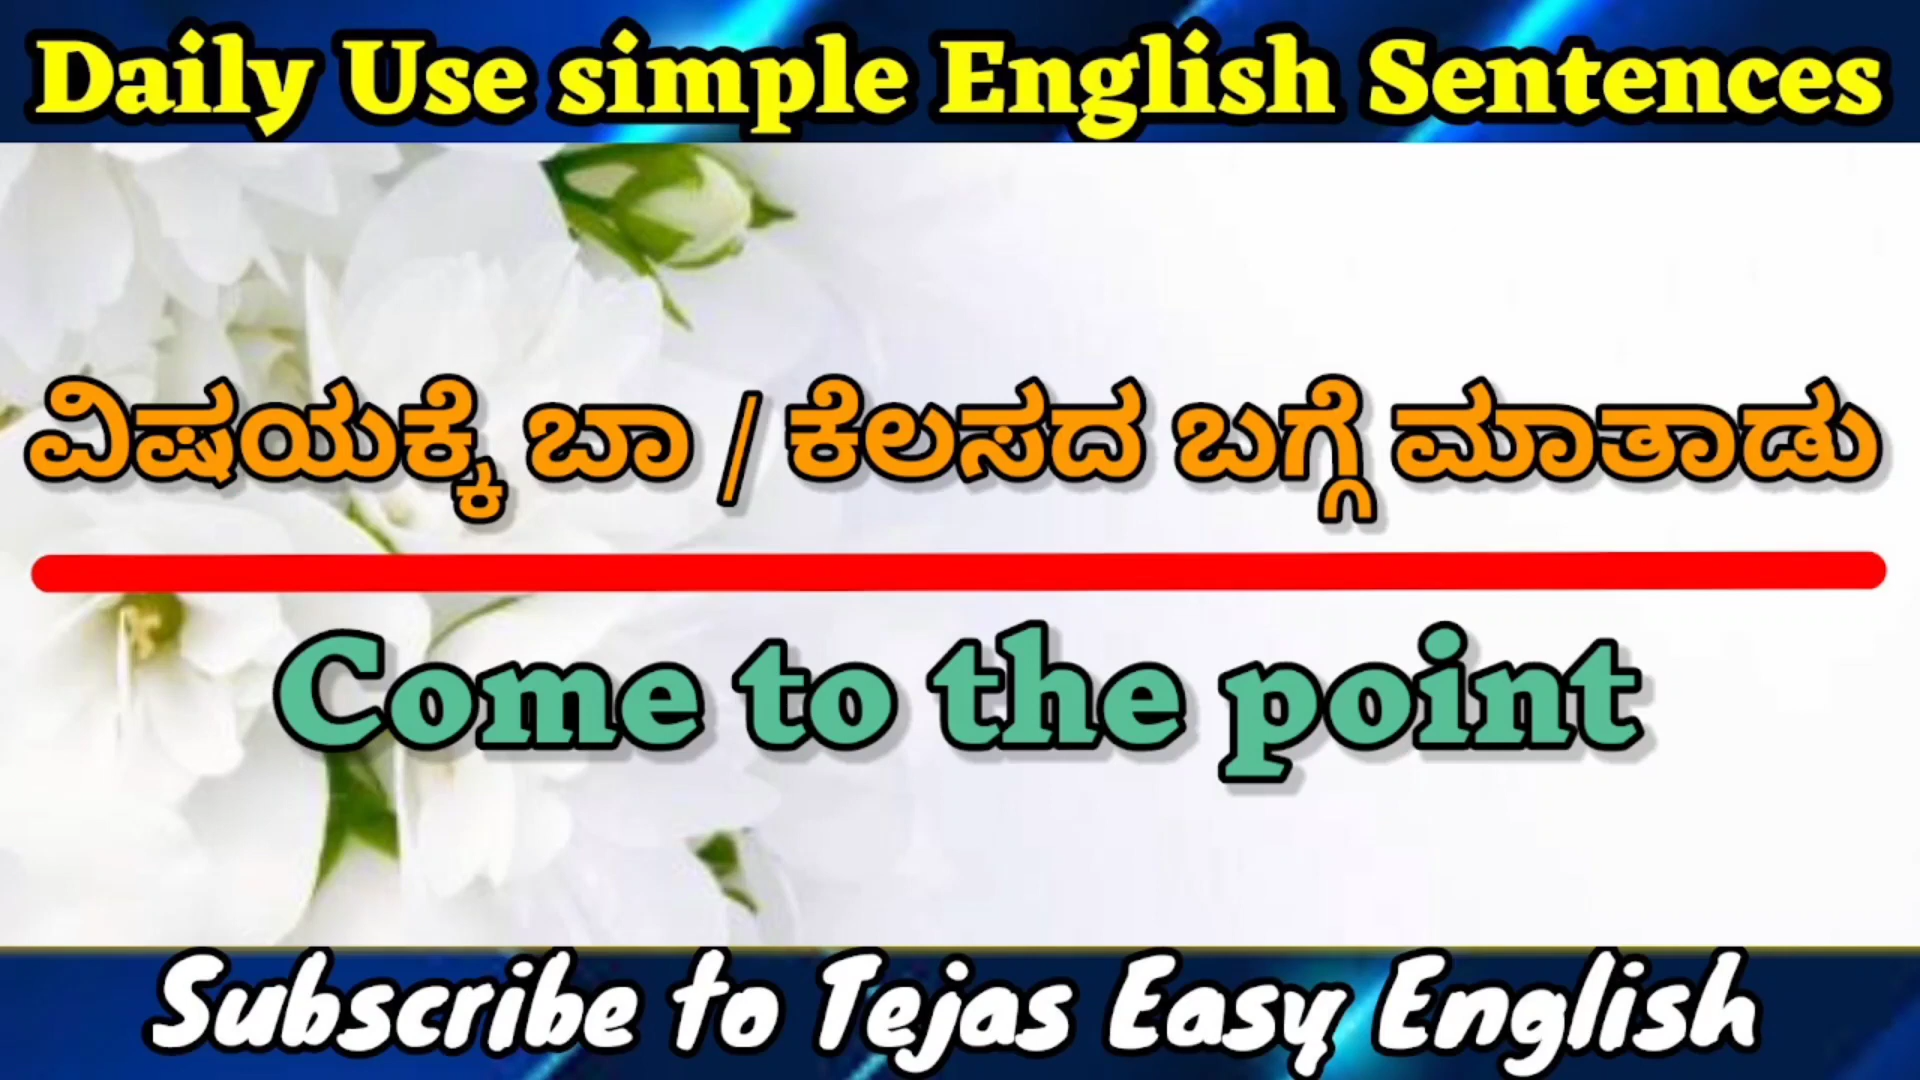 Daily Use simple English Sentences
ವಿಷಯಕ್ಕೆ ಬಾ / ಕೆಲಸದ ಬಗ್ಗೆ ಮಾತಾಡು
Come to the point
Subscribe to Tejas Easy English